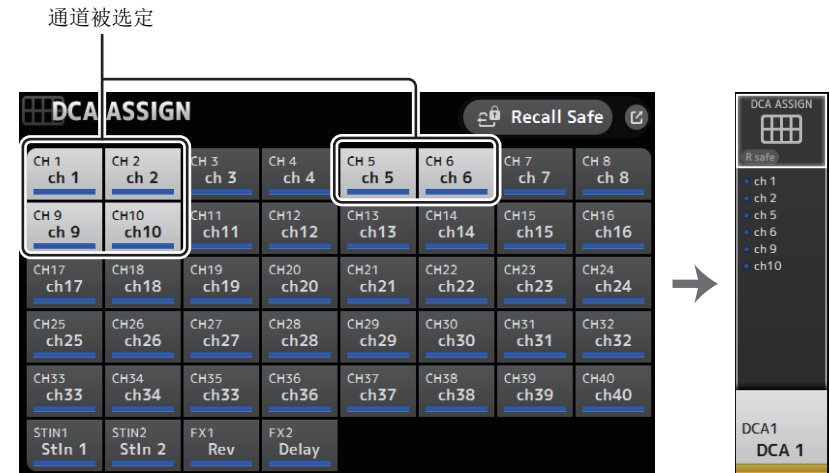 通道被选定
DCA ASSIGN
Recall Safe
CH 1 CH 2 CH 3 CH 4 CH 5 CH 6 CH 7 CH 8
ch 1 ch 2 ch 3 ch 4 ch 5 ch 6 ch 7 ch 8
CH 9 CH10 CH11 CH12 CH13 CH14 CH15 CH16
ch 9 ch10 ch11 ch12 ch13 ch14 ch15 ch16
CH17 CH18 CH19 CH20 CH21 CH22 CH23 CH24
ch17 ch18 ch19 ch20 ch21 ch22 ch23 ch24
CH25 CH26 CH27 CH28 CH29 CH30 CH31 CH32
ch25 ch26 ch27 ch28 ch29 ch30 ch31 ch32
CH33 CH34 CH35 CH36 CH37 CH38 CH39 CH40
ch33 ch34 ch33 ch36 ch37 ch38 ch39 ch40
STIN1 STIN2 FX1 FX2
StIn 1 StIn 2 Rev Delay
DCA ASSIGN
R safe
ch 1
ch 2
ch 5
ch 6
ch 9
ch10
DCA1
DCA 1